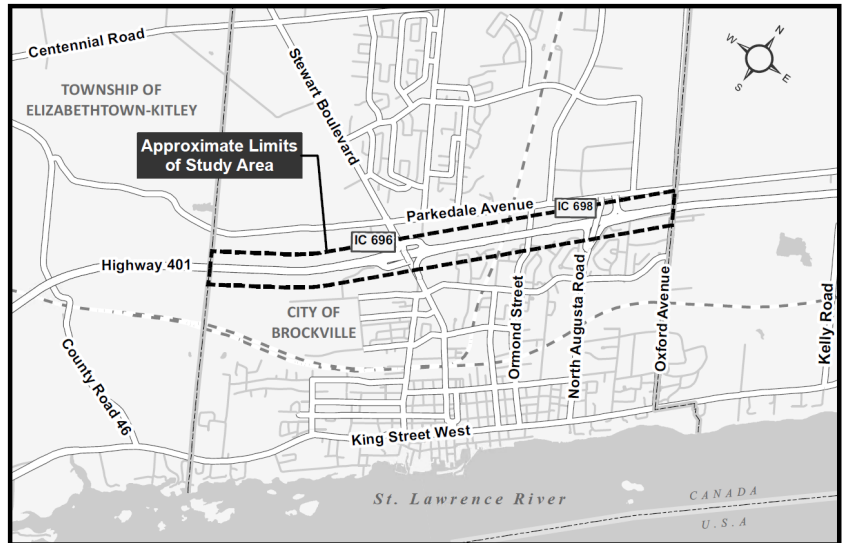 Centennial Road
Stewart Boulevard
N
W
E
S
TOWNSHIP OF
ELIZABETHTOWN-KITLEY
Approximate Limits
of Study Area
Parkedale Avenue
IC 698
IC 696
Highway 401
CITY OF
BROCKVILLE
Ormond Street
North Augusta Road
Oxford Avenue
Kelly Road
County Road 46
King Street West
St. Lawrence River
CANADA
U.S.A